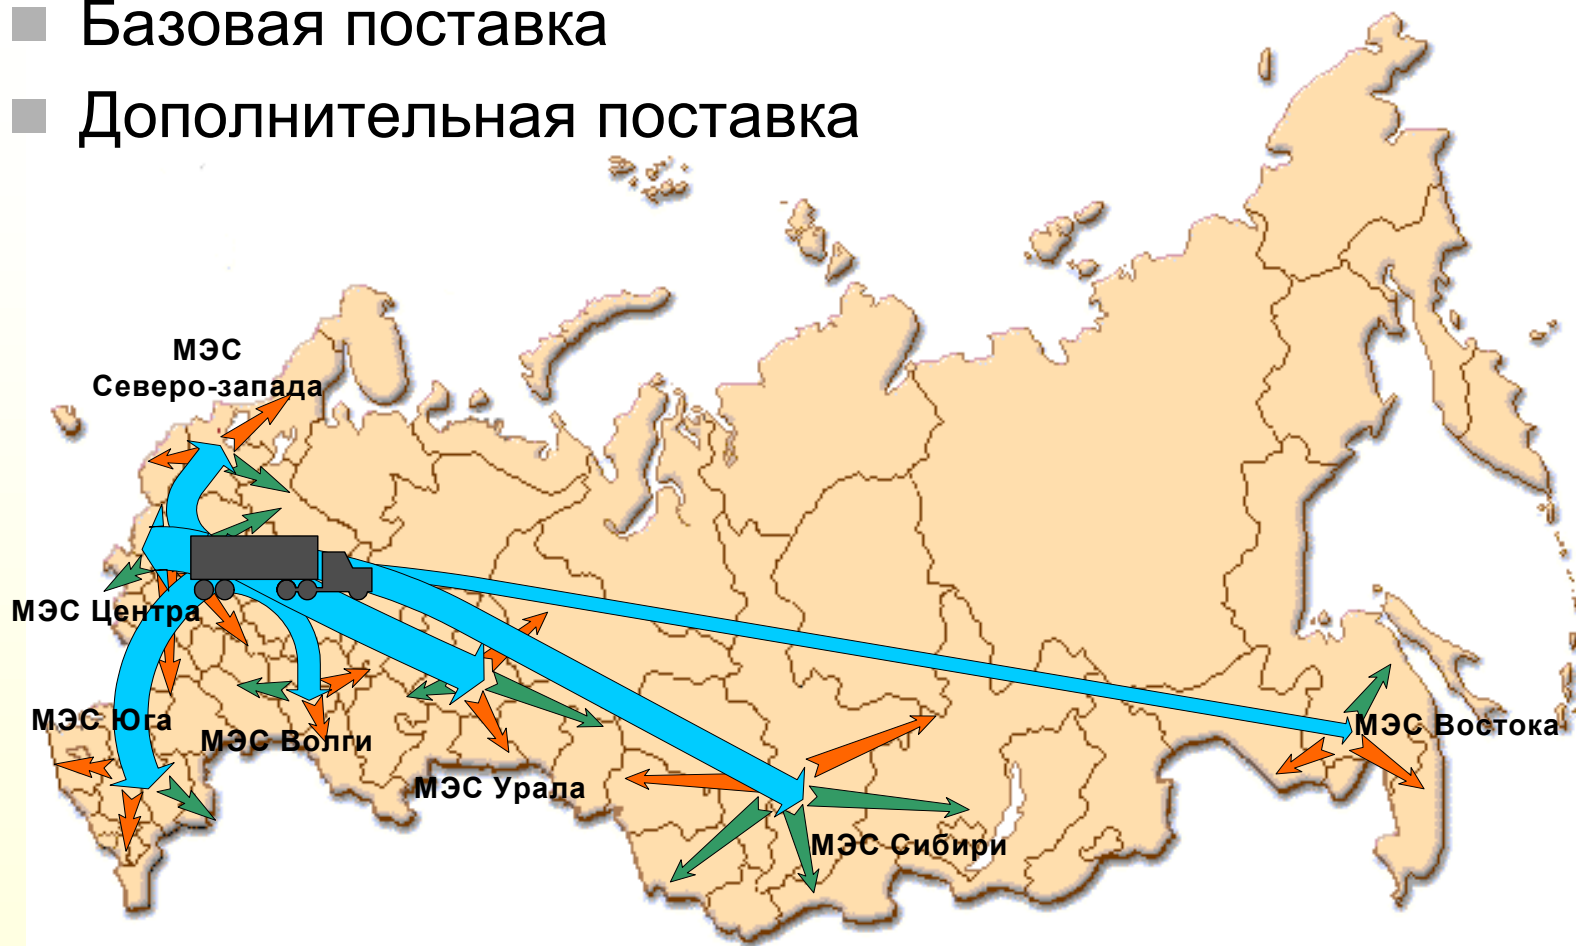 Базовая поставка
Дополнительная поставка
МЭС
Северо-запада
МЭС Центра
МЭС Юга
МЭС Волги
МЭС Урала
МЭС Сибири
МЭС Востока